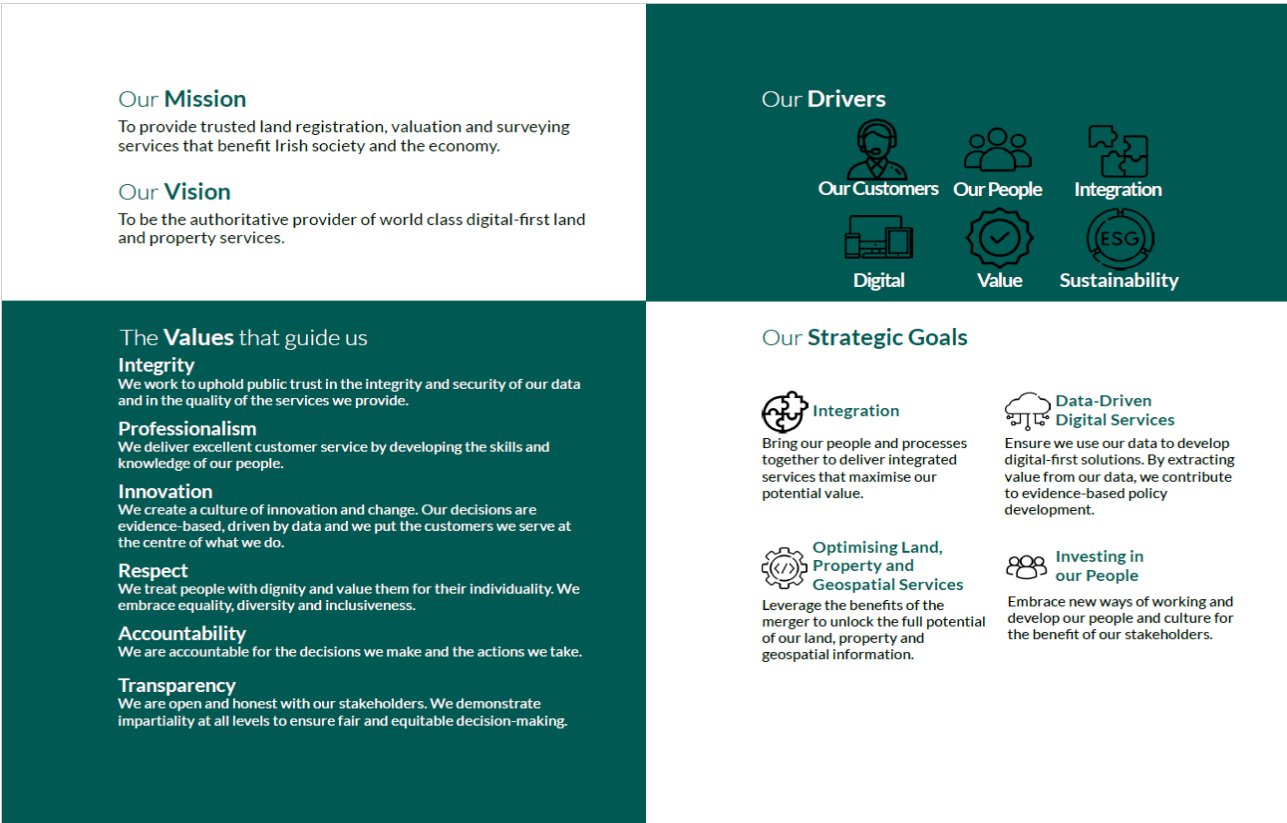 Our Mission
To provide trusted land registration, valuation and surveying
services that benefit Irish society and the economy.
Our Vision
To be the authoritative provider of world class digital-first land
and property services.
Our Drivers
Our Customers
Our People
Integration
Digital
Value
ESG
Sustainability
The Values that guide us
Integrity
We work to uphold public trust in the integrity and security of our data
and in the quality of the services we provide.
Professionalism
We deliver excellent customer service by developing the skills and
knowledge of our people.
Innovation
We create a culture of innovation and change. Our decisions are
evidence-based, driven by data and we put the customers we serve at
the centre of what we do.
Respect
We treat people with dignity and value them for their individuality. We
embrace equality, diversity and inclusiveness.
Accountability
We are accountable for the decisions we make and the actions we take.
Transparency
We are open and honest with our stakeholders. We demonstrate
impartiality at all levels to ensure fair and equitable decision-making.
Our Strategic Goals
Integration
Bring our people and processes
together to deliver integrated
services that maximise our
potential value.
Data-Driven
Digital Services
Ensure we use our data to develop
digital-first solutions. By extracting
value from our data, we contribute
to evidence-based policy
development.
Optimising Land,
Property and
Geospatial Services
Leverage the benefits of the
merger to unlock the full potential
of our land, property and
geospatial information.
Investing in
our People
Embrace new ways of working and
develop our people and culture for
the benefit of our stakeholders.